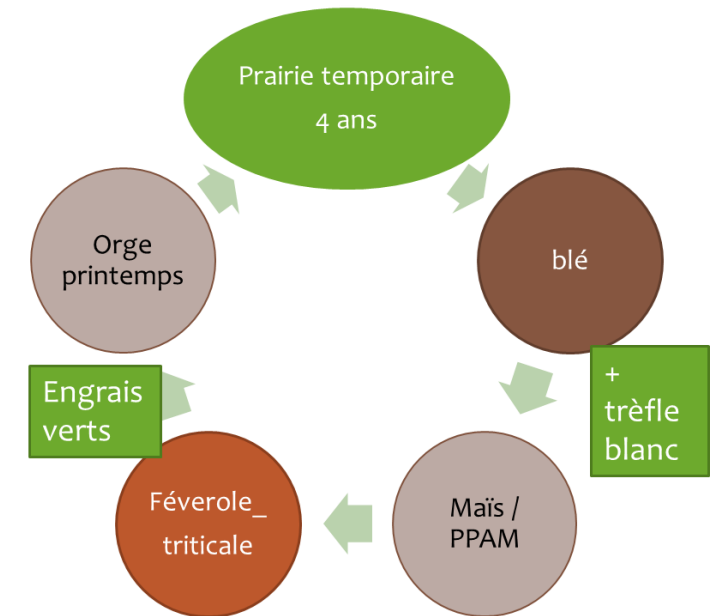 Prairie temporaire
4 ans
blé
+
trèfle
blanc
Maïs /
PPAM
Féverole_
triticale
Engrais
verts
Orge
printemps